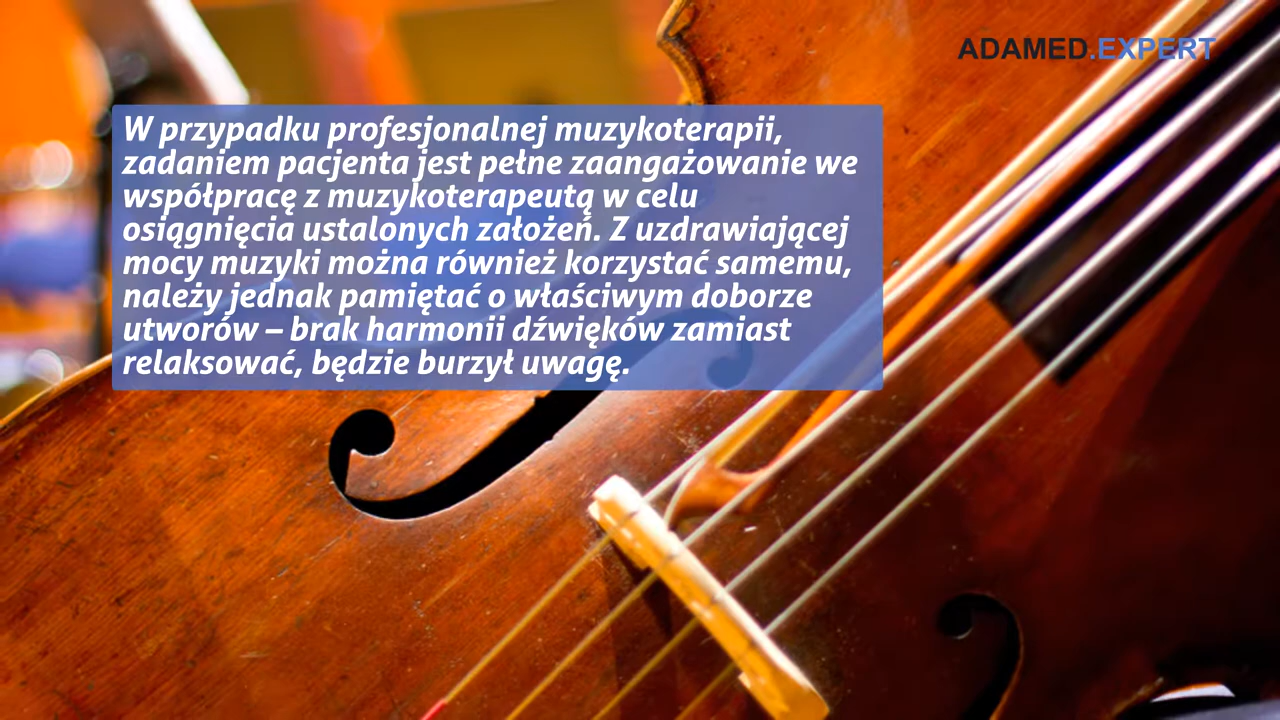 ADAMED.EXPERT
W przypadku profesjonalnej muzykoterapii,
zadaniem pacjenta jest pełne zaangażowanie we
współpracę z muzykoterapeutą w celu
osiągnięcia ustalonych założeń. Z uzdrawiającej
mocy muzyki można również korzystać samemu,
należy jednak pamiętać o właściwym doborze
utworów – brak harmonii dźwięków zamiast
relaksować, będzie burzył uwagę.